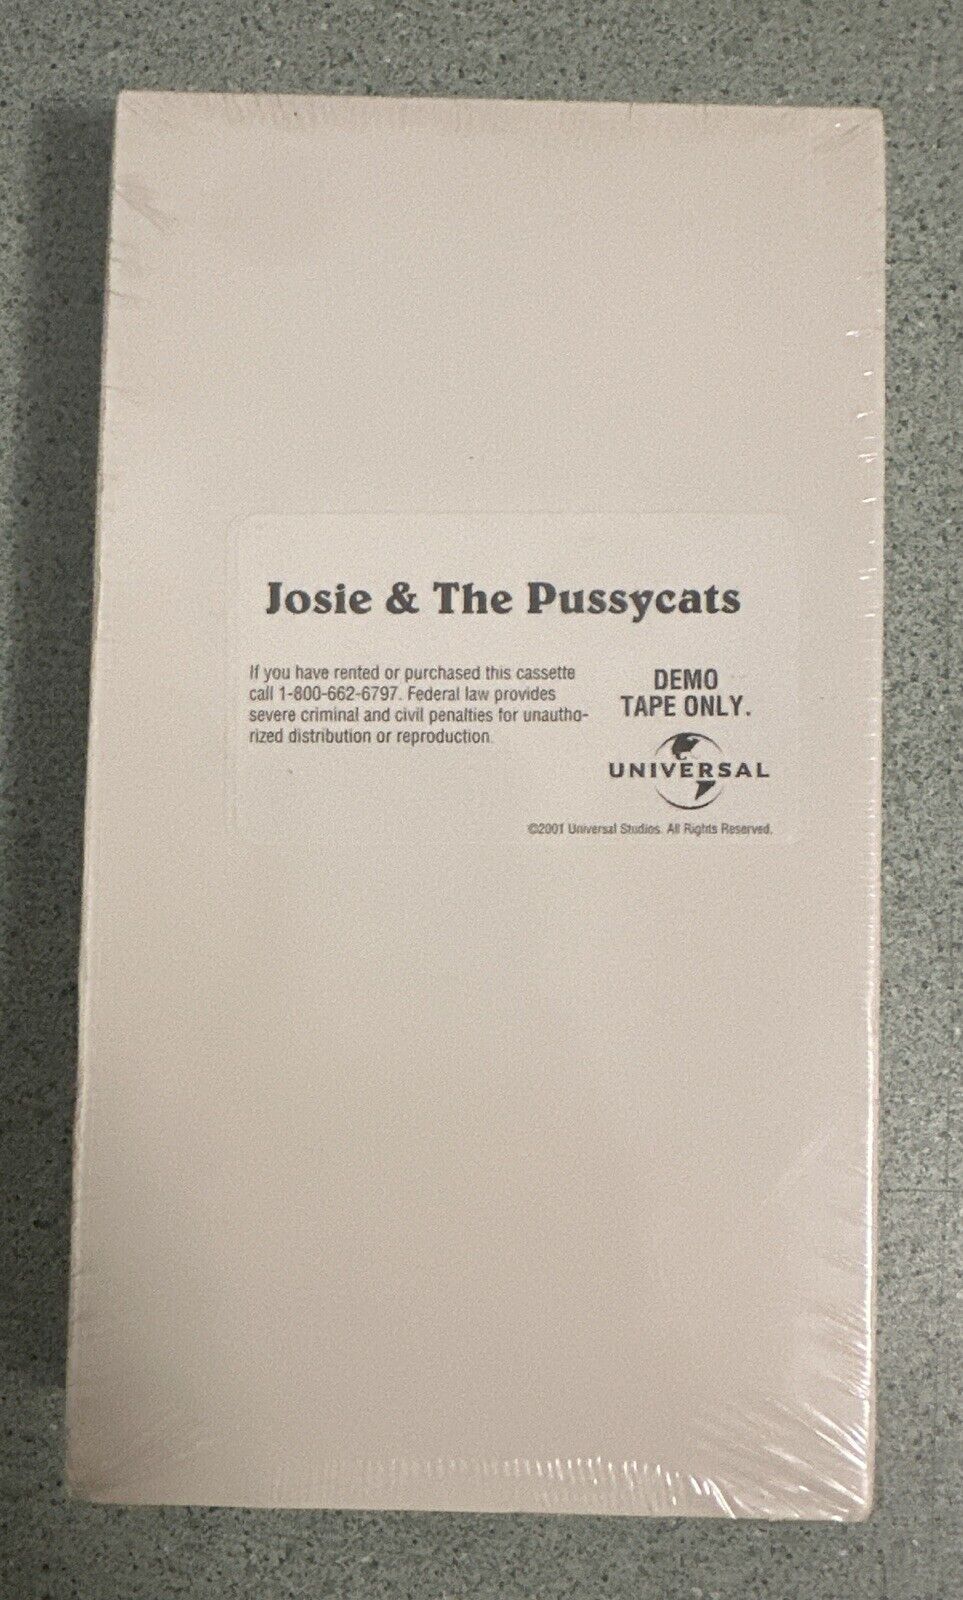 Josie & The Pussycats
If you have rented or purchased this cassette
call 1-800-662-6797. Federal law provides
severe criminal and civil penalties for unautho-
rized distribution or reproduction.
DEMO
TAPE ONLY.
UNIVERSAL
©2001 Universal Studios. All Rights Reserved.